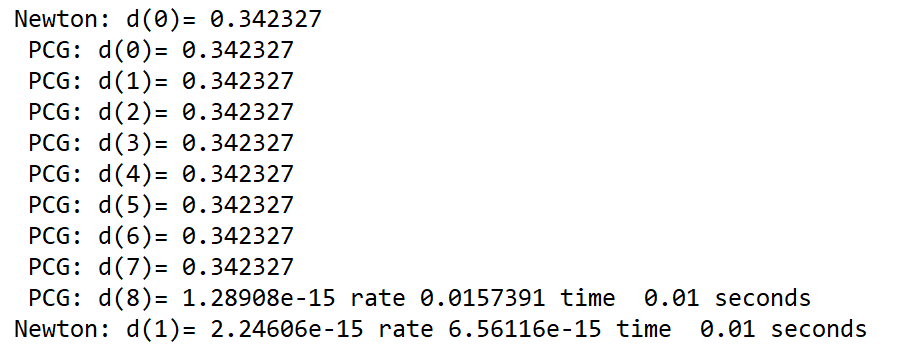 Newton: d(0)= 0.342327
PCG: d(0)= 0.342327
PCG: d(1)= 0.342327
PCG: d(2)= 0.342327
PCG: d(3)= 0.342327
PCG: d(4)= 0.342327
PCG: d(5)= 0.342327
PCG: d(6)= 0.342327
PCG: d(7)= 0.342327
PCG: d(8)= 1.28908e-15 rate 0.0157391 time  0.01 seconds
Newton: d(1)= 2.24606e-15 rate 6.56116e-15 time  0.01 seconds